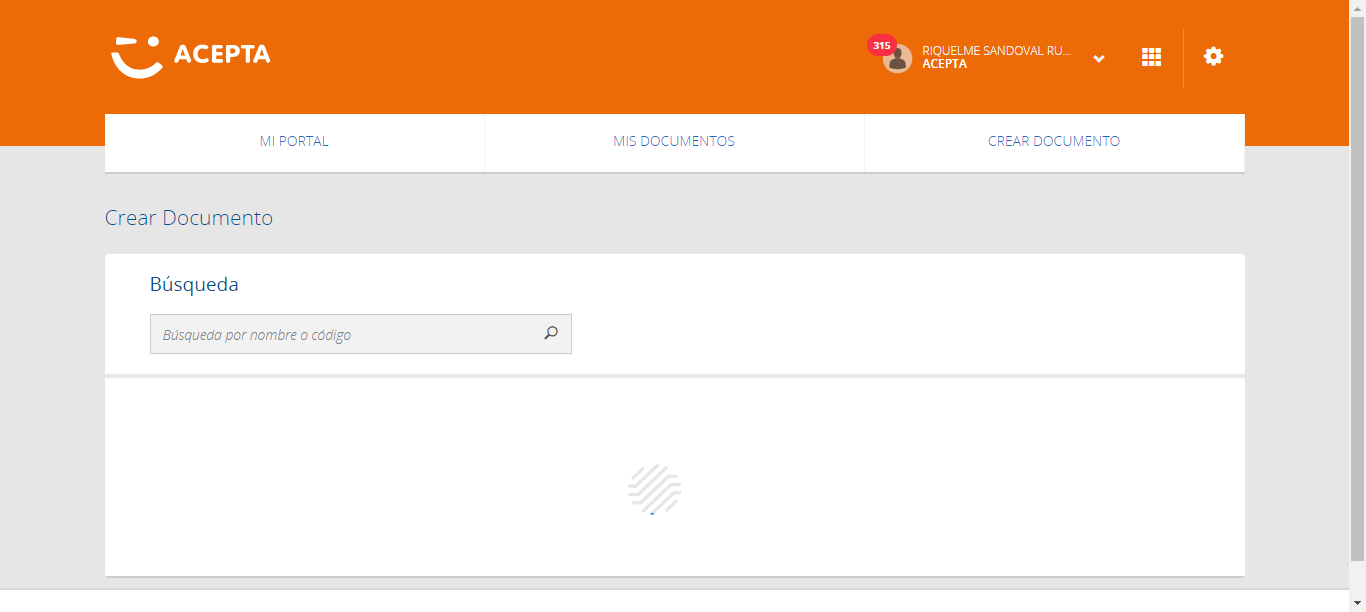 ACEPTA
315
RIQUELME SANDOVAL RU...
ACEPTA
MI PORTAL
MIS DOCUMENTOS
CREAR DOCUMENTO
Crear Documento
Búsqueda
Búsqueda por nombre o código